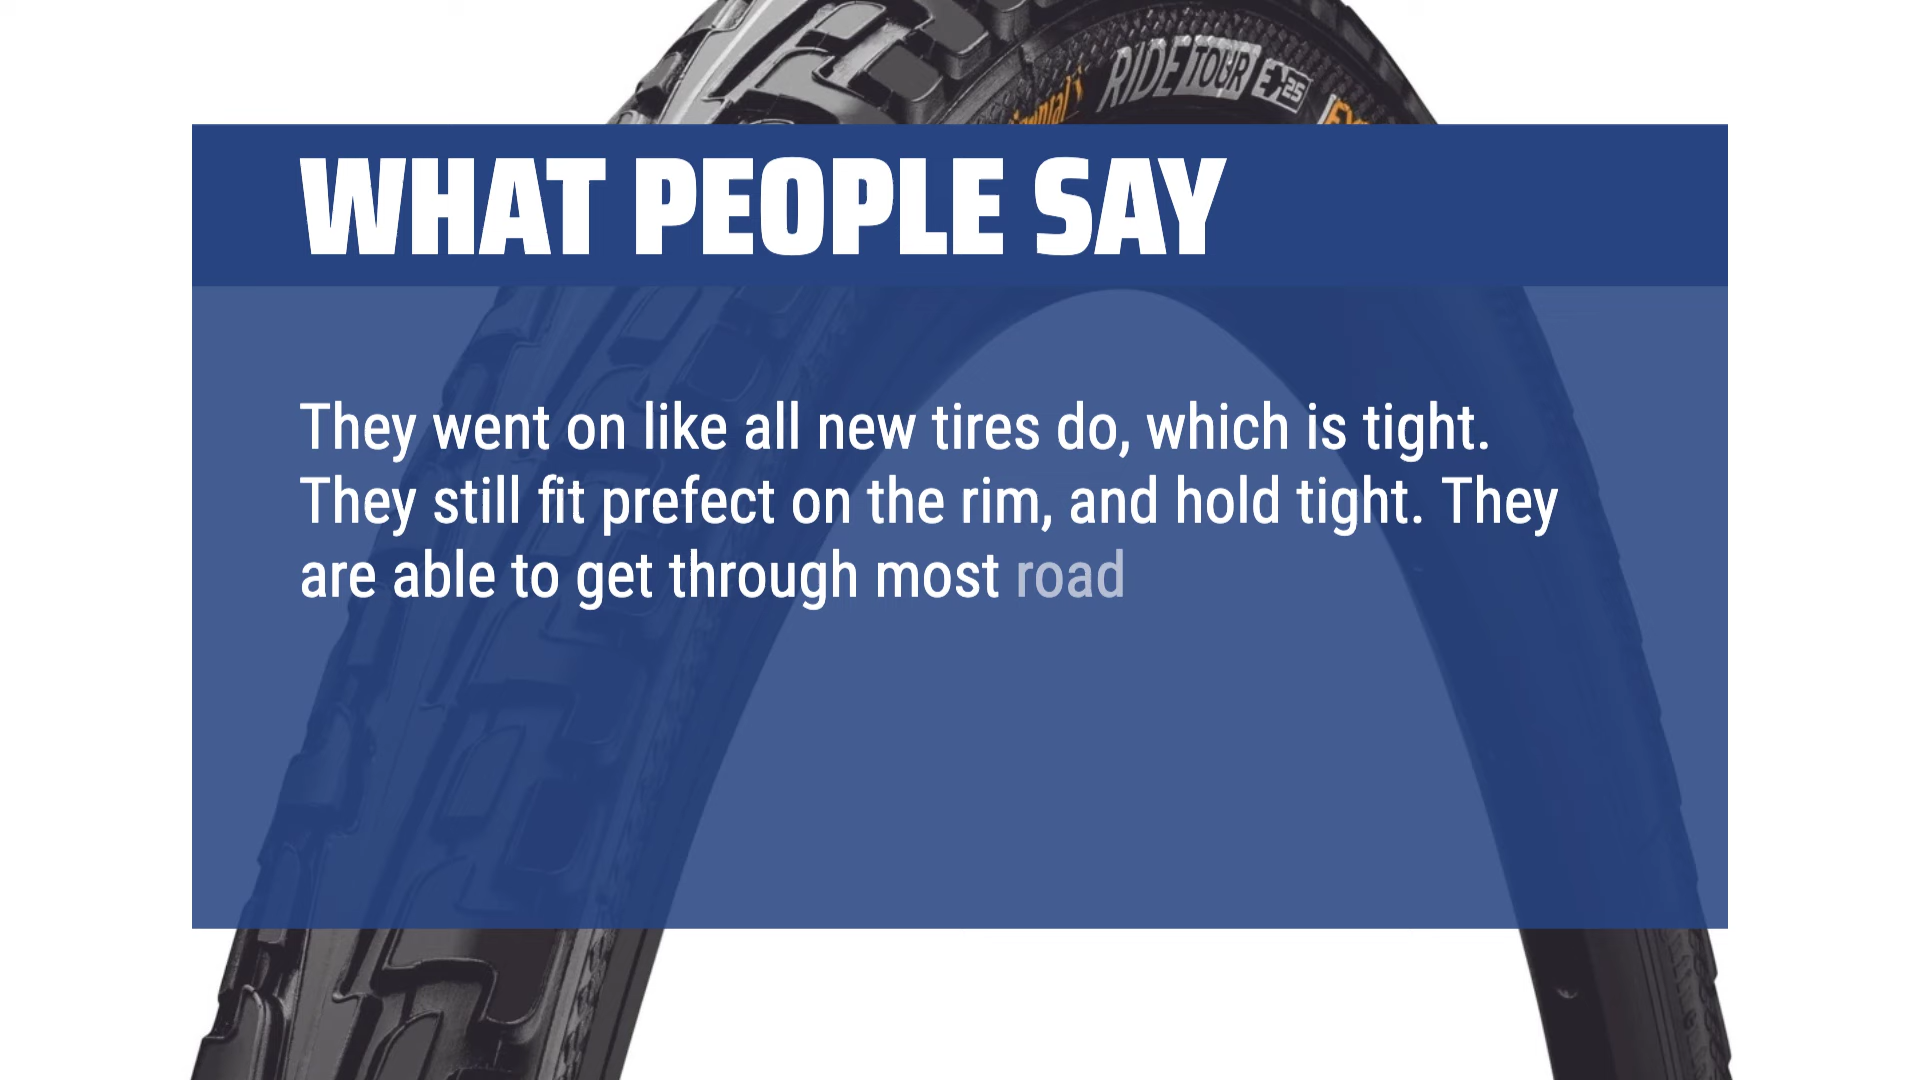 RIDE TOUR E 25
WHAT PEOPLE SAY
They went on like all new tires do, which is tight.
They still fit prefect on the rim, and hold tight. They
are able to get through most road